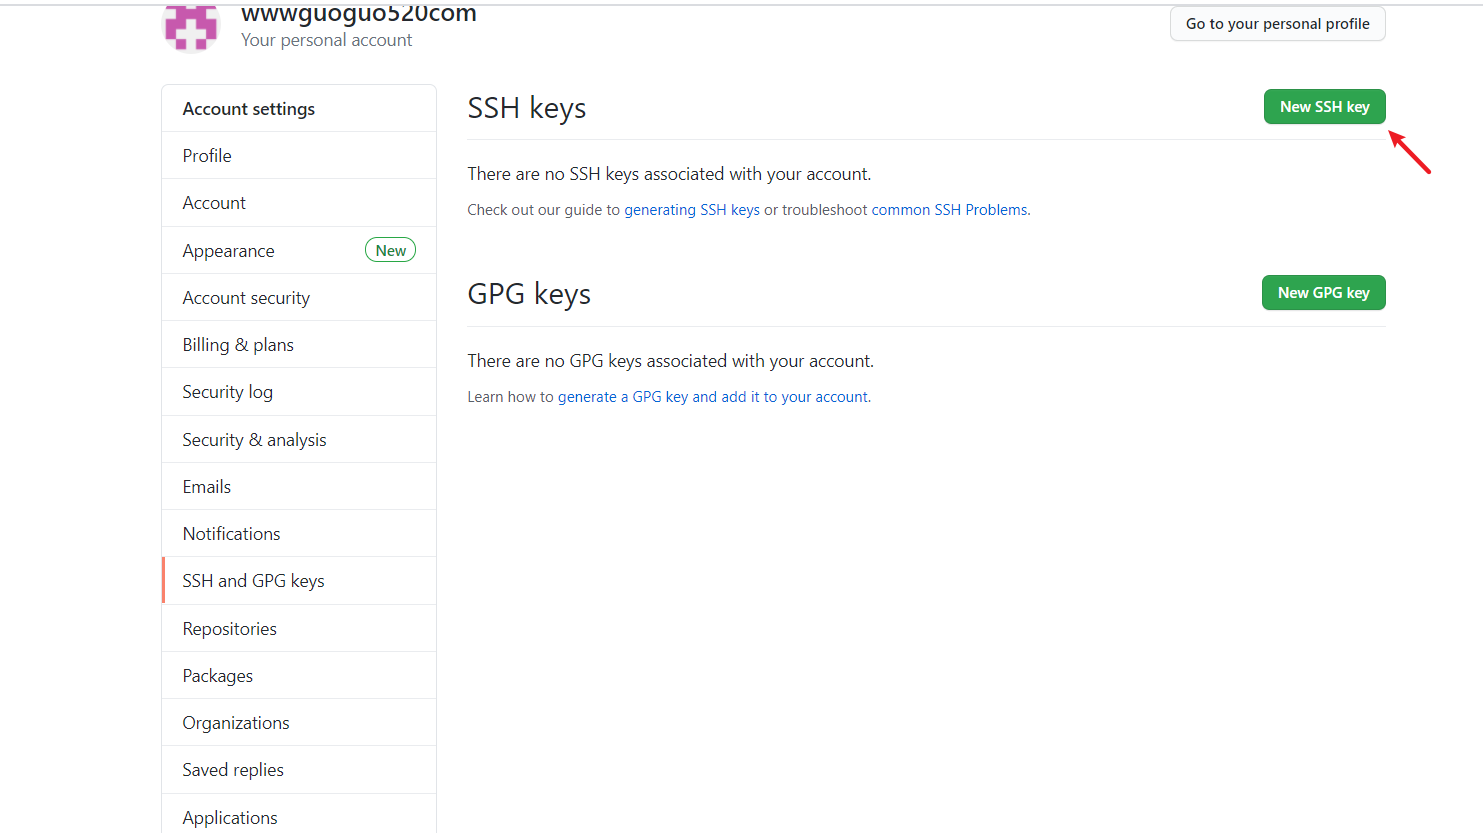 wwwguoguo520com
Your personal account
Go to your personal profile
Account settings
Profile
Account
Appearance New
Account security
Billing & plans
Security log
Security & analysis
Emails
Notifications
SSH and GPG keys
Repositories
Packages
Organizations
Saved replies
Applications
SSH keys
New SSH key
There are no SSH keys associated with your account.
Check out our guide to generating SSH keys or troubleshoot common SSH Problems.
GPG keys
New GPG key
There are no GPG keys associated with your account.
Learn how to generate a GPG key and add it to your account.